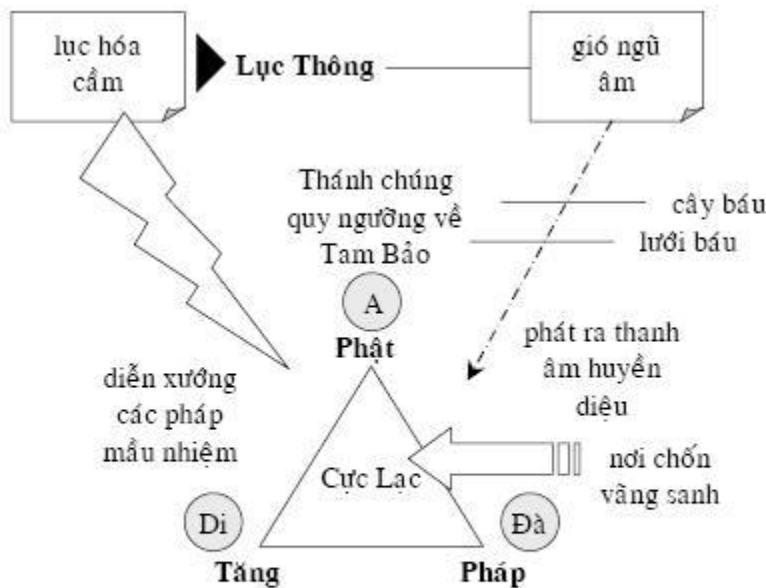 lục hóa
cầm
Lục Thông
gió ngũ
âm
Thánh chúng
quy ngưỡng về
Tam Bảo
cây báu
lưới báu
A
Phật
phát ra thanh
âm huyền
diệu
diễn xướng
các pháp
mầu nhiệm
Cực Lạc
nơi chốn
vãng sanh
Di
Đà
Tăng
Pháp